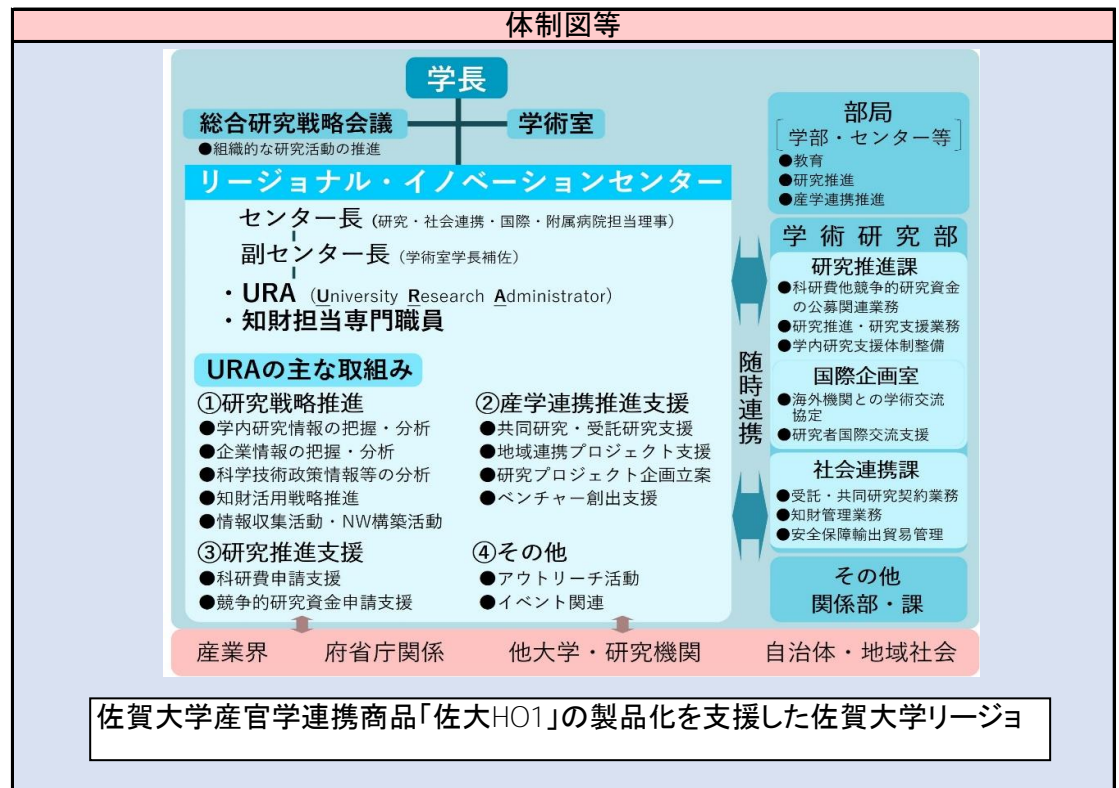 体制図等
学長
総合研究戦略会議
●組織的な研究活動の推進
学術室
リージョナル・イノベーションセンター
センター長 (研究・社会連携・国際・附属病院担当理事)
副センター長 (学術室学長補佐)
・URA (University Research Administrator)
・知財担当専門職員
URAの主な取組み
①研究戦略推進
●学内研究情報の把握・分析
●企業情報の把握・分析
●科学技術政策情報等の分析
●知財活用戦略推進
●情報収集活動・NW構築活動
②産学連携推進支援
●共同研究・受託研究支援
●地域連携プロジェクト支援
●研究プロジェクト企画立案
●ベンチャー創出支援
③研究推進支援
●科研費申請支援
●競争的研究資金申請支援
④その他
●アウトリーチ活動
●イベント関連
随時連携
部局
[学部・センター等]
●教育
●研究推進
●産学連携推進
学術研究部
研究推進課
●科研費他競争的研究資金
の公募関連業務
●研究推進・研究支援業務
●学内研究支援体制整備
国際企画室
●海外機関との学術交流
協定
●研究者国際交流支援
社会連携課
●受託・共同研究契約業務
●知財管理業務
●安全保障輸出貿易管理
その他
関係部・課
産業界 府省庁関係 他大学・研究機関 自治体・地域社会
佐賀大学産官学連携商品「佐大HO1」の製品化を支援した佐賀大学リージョ